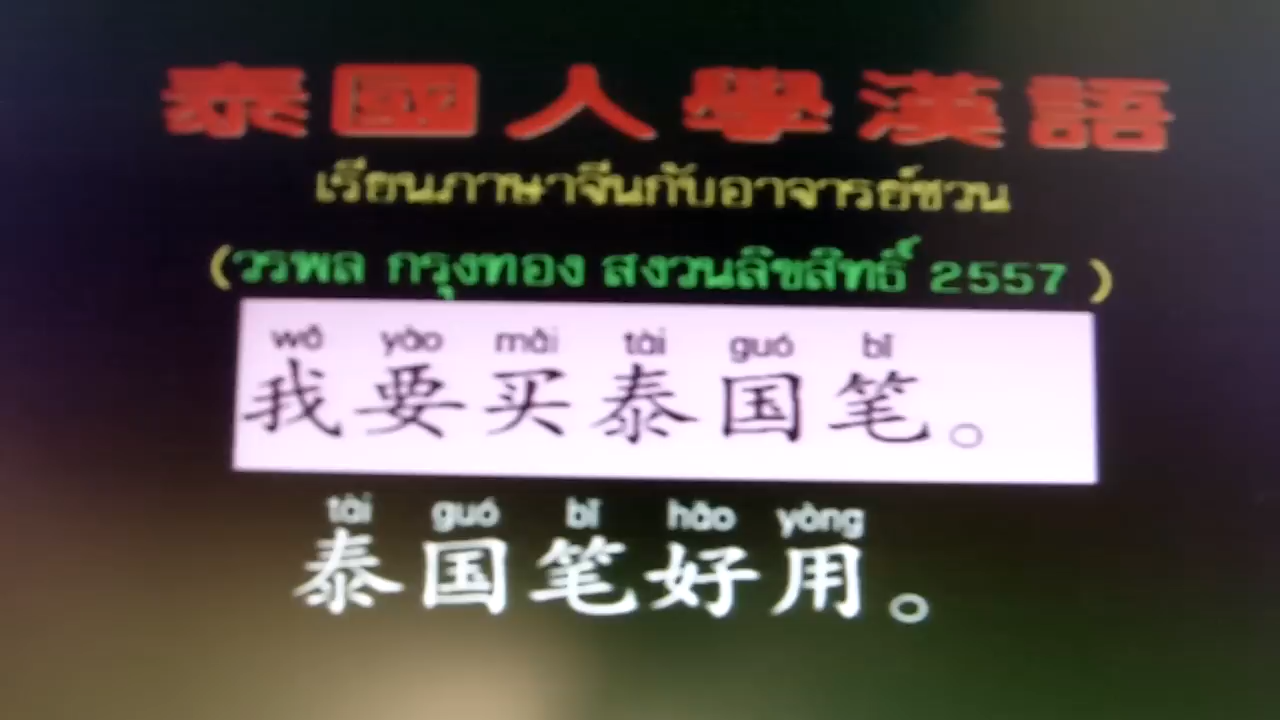 泰國人學漢語
เรียนภาษาจีนกับอาจารย์ชวน
(วรพล กรุงทอง สงวนลิขสิทธิ์ 2557 )
wǒ yào mǎi tài guó bǐ
我要买泰国笔。
tài guó bǐ hǎo yòng
泰国笔好用。